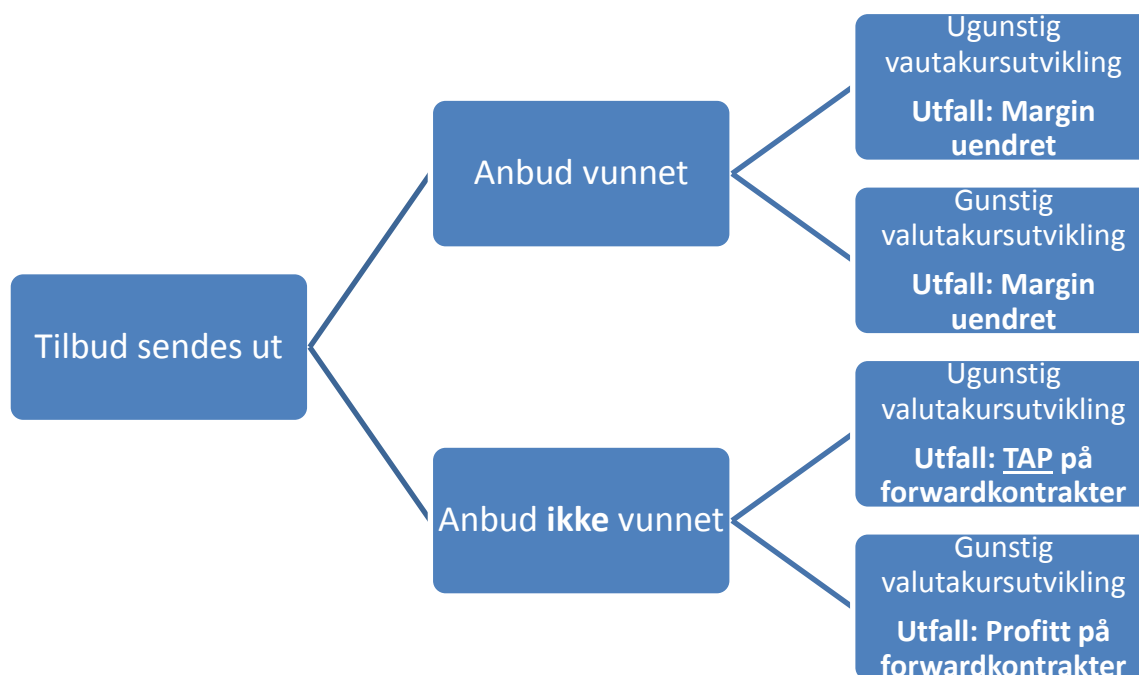 Tilbud sendes ut
Anbud vunnet
Ugunstig
vautakursutvikling
Utfall: Margin
uendret
Gunstig
valutakursutvikling
Utfall: Margin
uendret
Anbud ikke vunnet
Ugunstig
valutakursutvikling
Utfall: TAP på
forwardkontrakter
Gunstig
valutakursutvikling
Utfall: Profitt på
forwardkontrakter